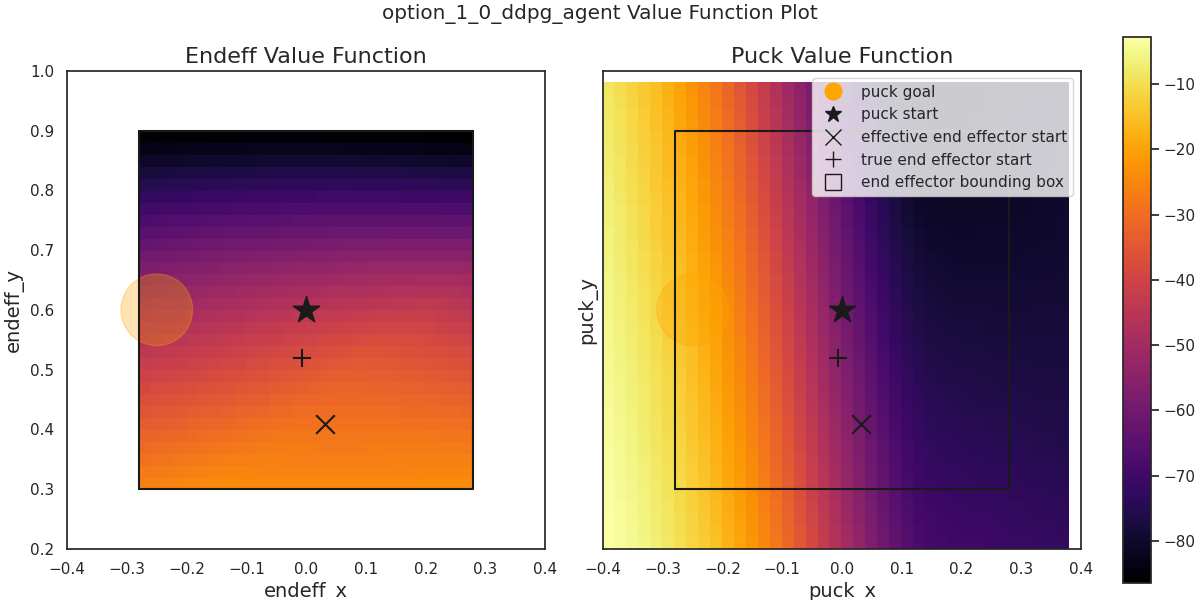 option_1_0_ddpg_agent Value Function Plot
Endeff Value Function
1.0
0.9
0.8
0.7
0.6
0.5
0.4
0.3
0.2
endeff_y
−0.4 −0.3 −0.2 −0.1 0.0 0.1 0.2 0.3 0.4
endeff_x
Puck Value Function
puck goal
puck start
effective end effector start
true end effector start
end effector bounding box
puck_y
−0.4 −0.3 −0.2 −0.1 0.0 0.1 0.2 0.3 0.4
puck_x
−10
−20
−30
−40
−50
−60
−70
−80